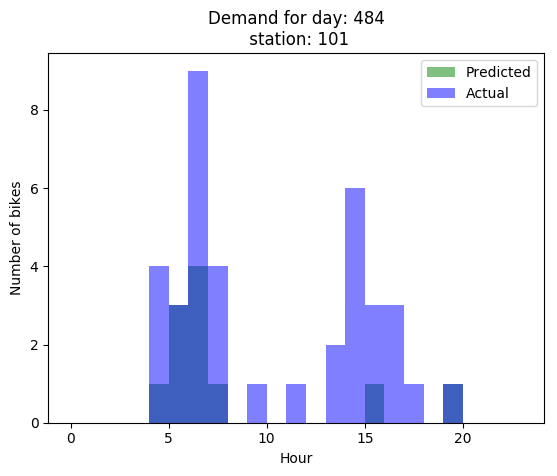 Demand for day: 484
station: 101
Predicted
Actual
Number of bikes
8
6
4
2
0
0
5
10
15
20
Hour